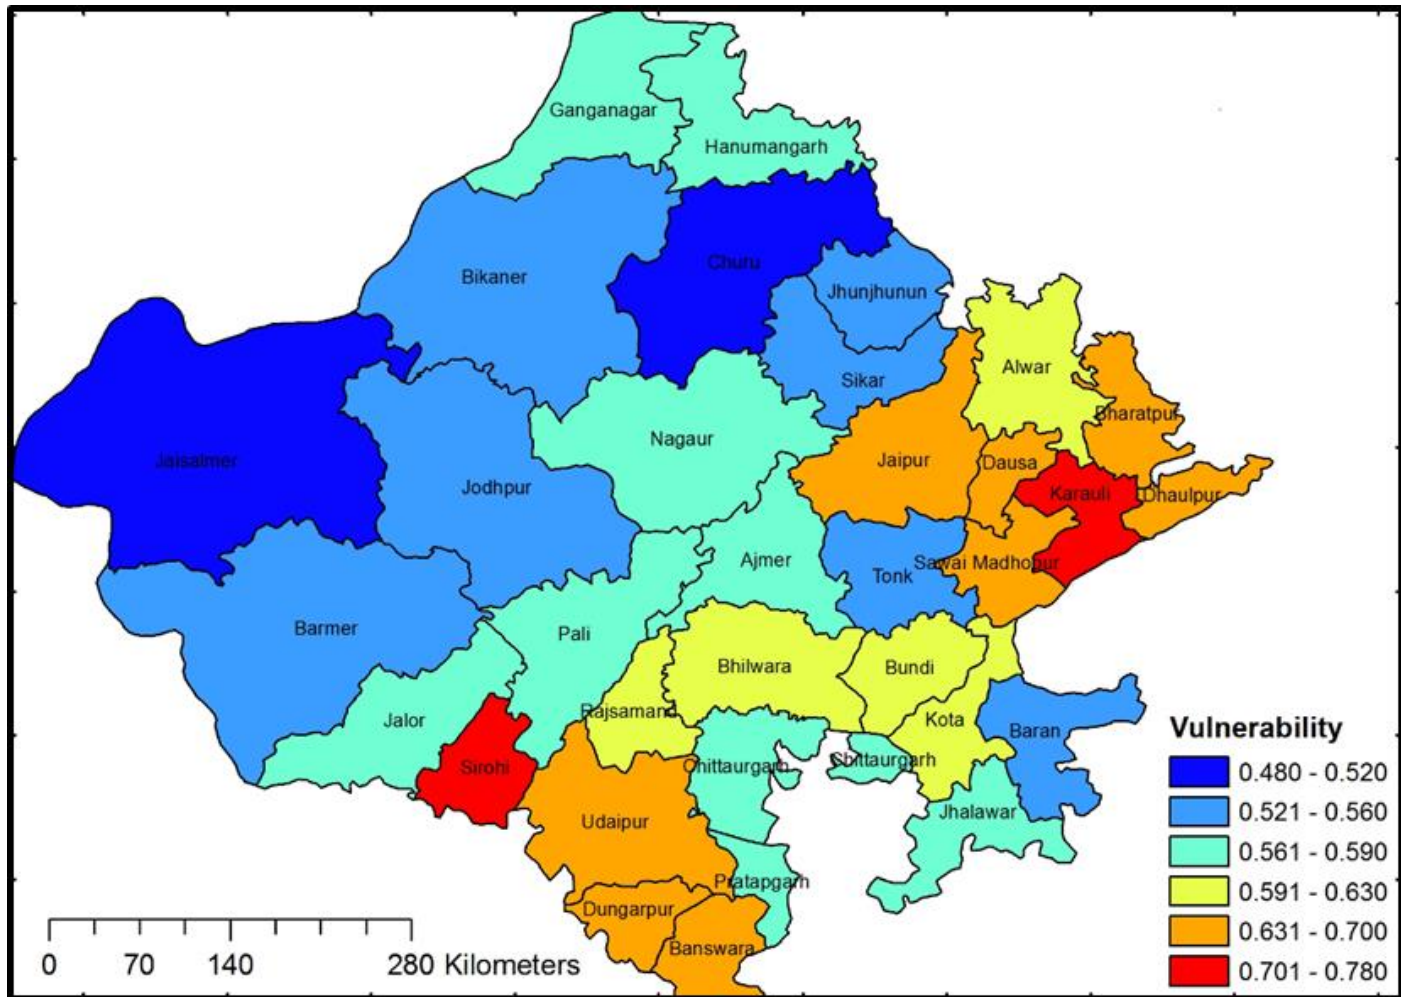 Ganganagar
Hanumangarh
Churu
Bikaner
Jhunjhunun
Alwar
Sikar
Bharatpur
Nagaur
Jaisalmer
Jaipur
Dausa
Jodhpur
Karauli
Dhaulpur
Ajmer
Sawai Madhopur
Tonk
Barmer
Pali
Bhilwara
Bundi
Rajsamand
Jalor
Kota
Baran
Sirohi
Chittaurgarh
Chittaurgarh
Jhalawar
Udaipur
Pratapgarh
Dungarpur
Banswara
Vulnerability
0.480 - 0.520
0.521 - 0.560
0.561 - 0.590
0.591 - 0.630
0.631 - 0.700
0.701 - 0.780
0 70 140 280 Kilometers